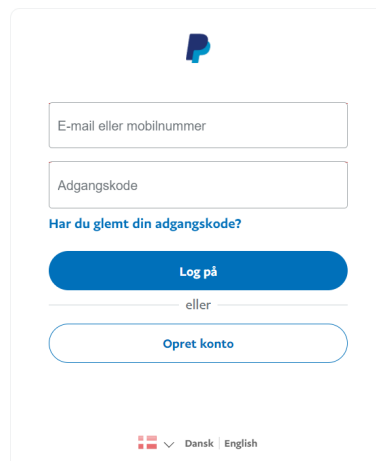 E-mail eller mobilnummer
Adgangskode
Har du glemt din adgangskode?
Log på
eller
Opret konto
Dansk English